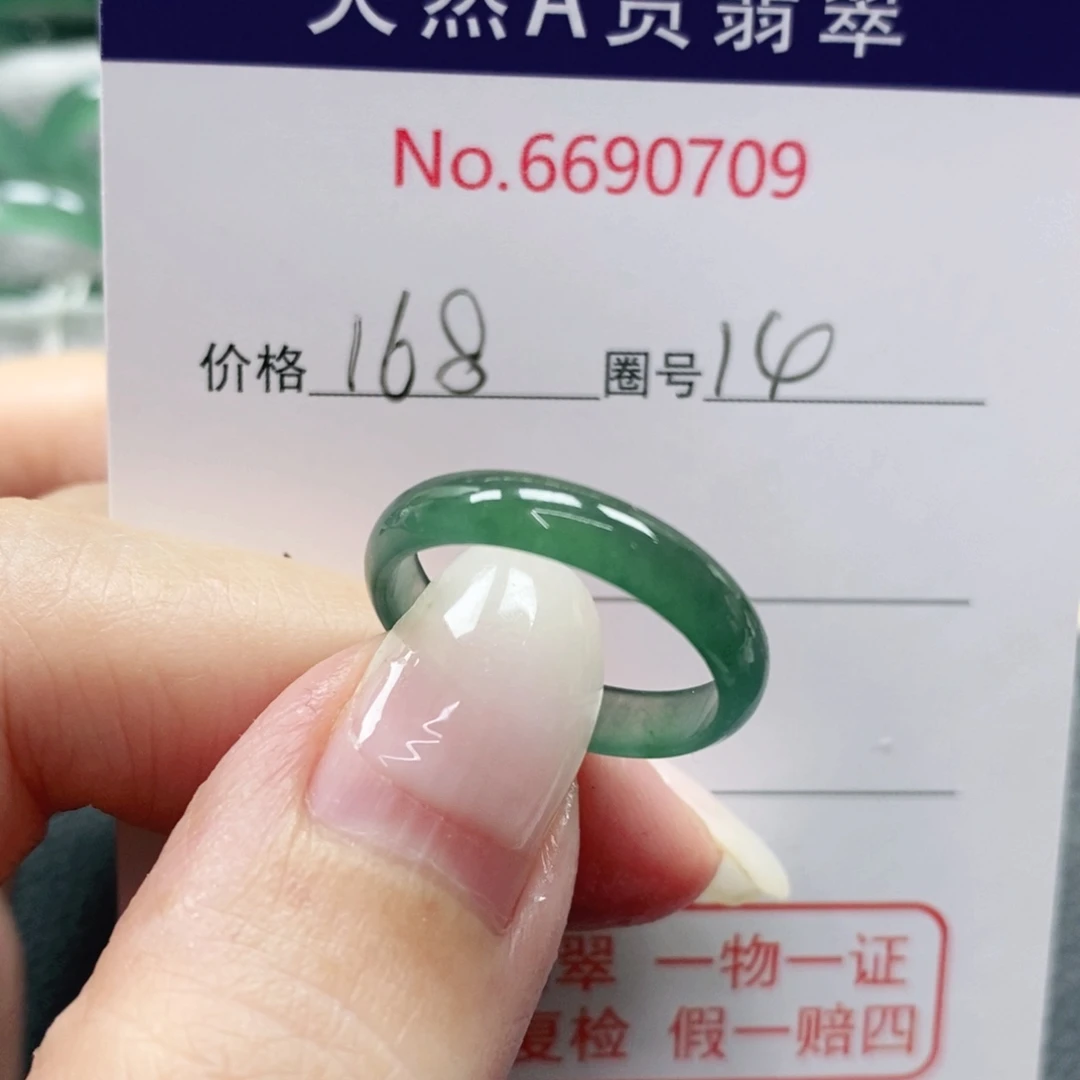 天然A货翡翠
No.6690709
价格 168 圈号 14
翠 一物一证
复检 假一赔四